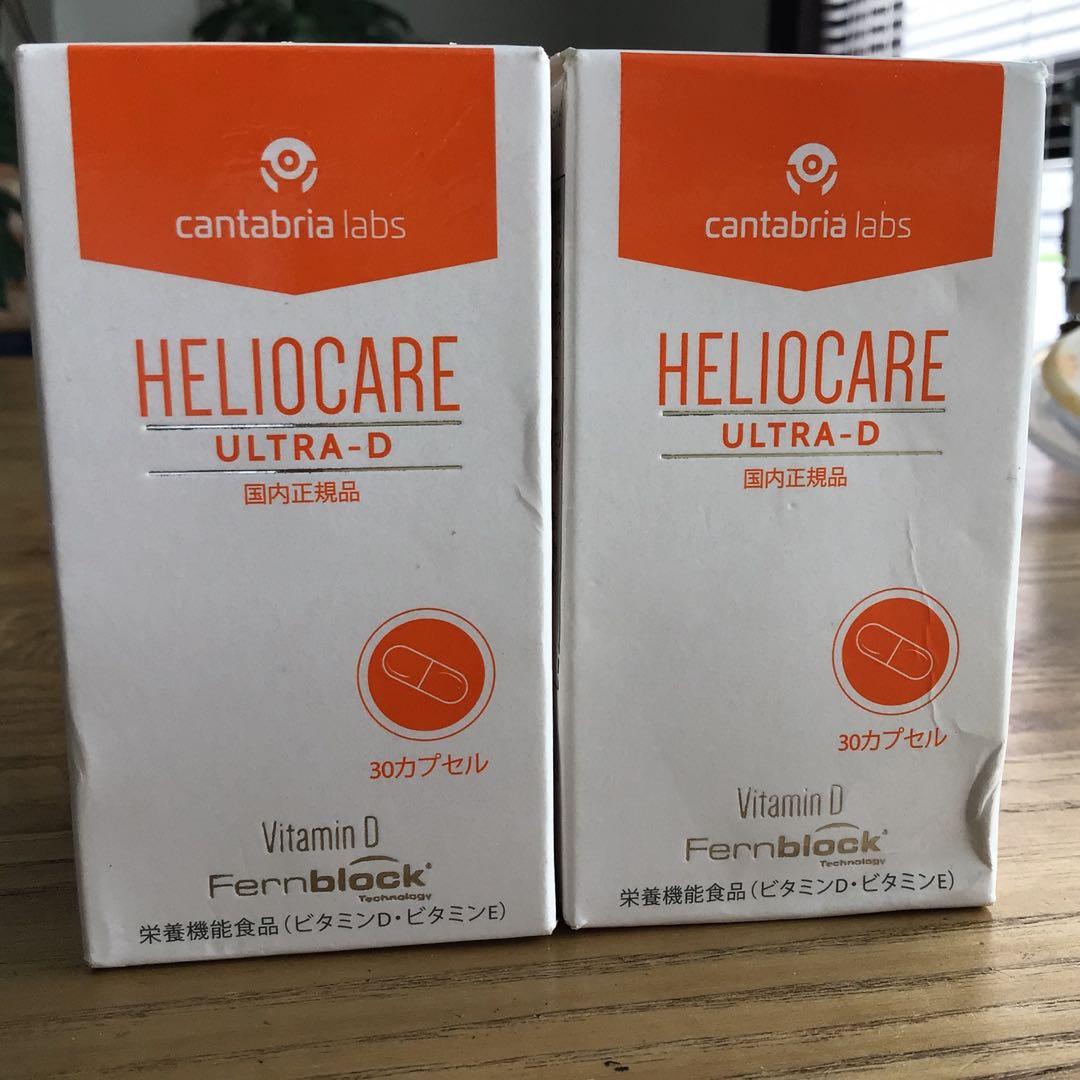 cantabria labs
HELIOCARE
ULTRA-D
国内正規品
30カプセル
Vitamin D
Fernblock®
Technology
栄養機能食品(ビタミンD・ビタミンE)
cantabria labs
HELIOCARE
ULTRA-D
国内正規品
30カプセル
Vitamin D
Fernblock®
Technology
栄養機能食品(ビタミンD・ビタミンE)